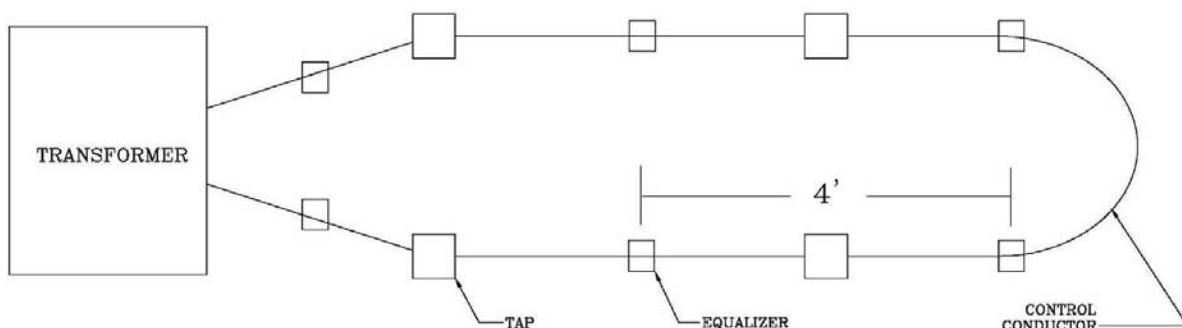 TRANSFORMER
4'
TAP
EQUALIZER
CONTROL
CONDUCTOR